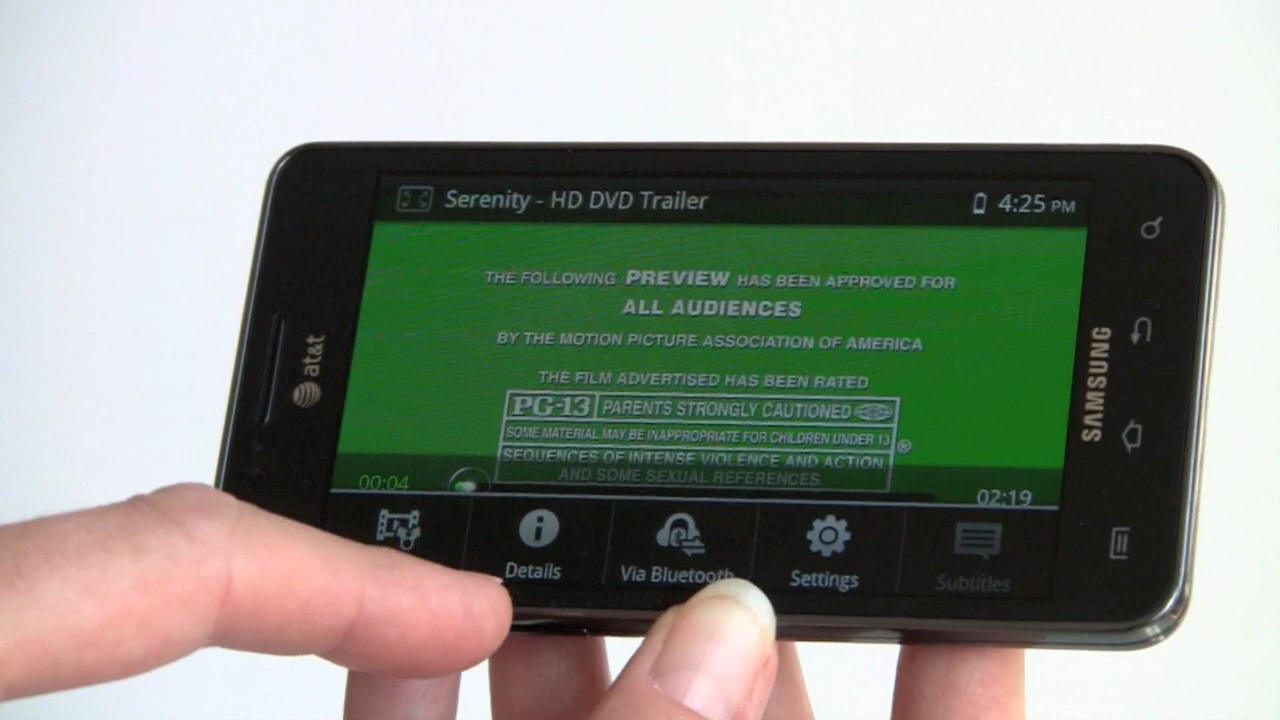 Serenity - HD DVD Trailer
4:25 PM
at&t
THE FOLLOWING PREVIEW HAS BEEN APPROVED FOR
ALL AUDIENCES
BY THE MOTION PICTURE ASSOCIATION OF AMERICA
THE FILM ADVERTISED HAS BEEN RATED
PG-13 PARENTS STRONGLY CAUTIONED
SOME MATERIAL MAY BE INAPPROPRIATE FOR CHILDREN UNDER 13 ®
SEQUENCES OF INTENSE VIOLENCE AND ACTION,
AND SOME SEXUAL REFERENCES.
SAMSUNG
00:04
02:19
Details
Via Bluetooth
Settings
Subtitles